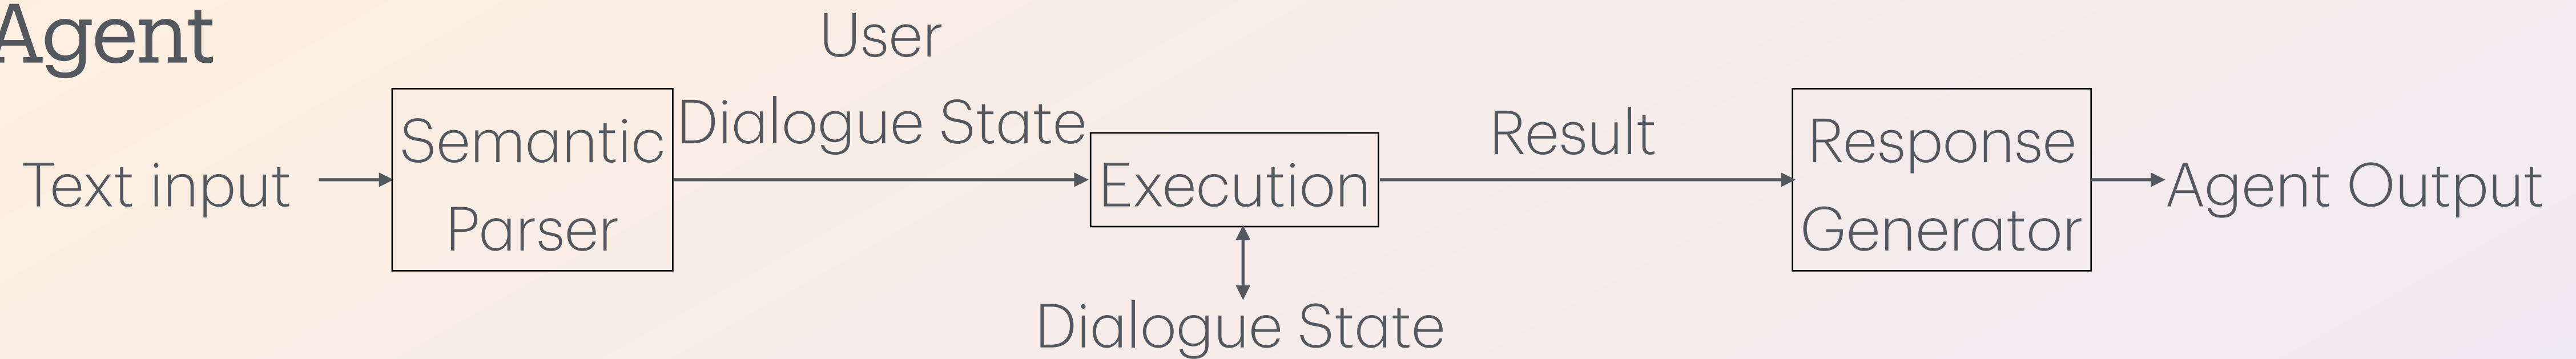 Agent
User
Dialogue State
Text input
Semantic
Parser
Execution
Result
Response
Generator
Agent Output
Dialogue State